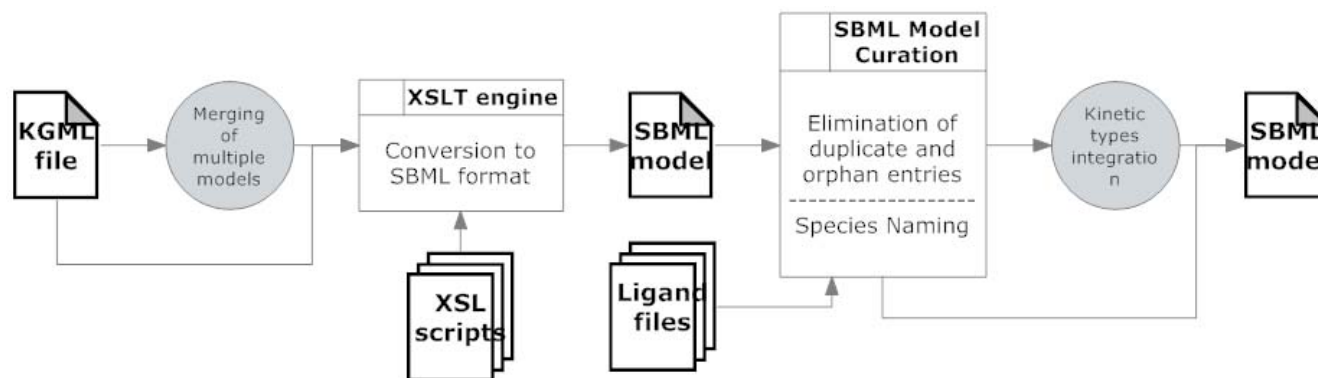 KGML
file
Merging
of
multiple
models
XSLT engine
Conversion to
SBML format
XSL
scripts
SBML
model
Ligand
files
SBML Model
Curation
Elimination of
duplicate and
orphan entries
Species Naming
Kinetic
types
integratio
n
SBML
model